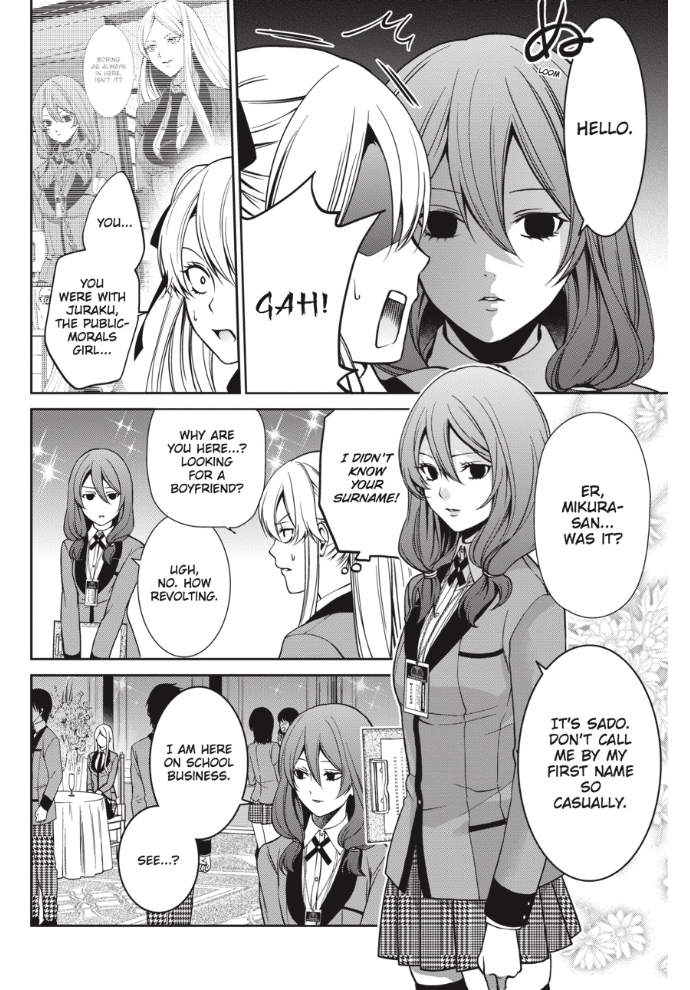 ぬ
LOOM
HELLO.
GAH!
BORING
AS ALWAYS
IN HERE,
ISN'T IT?
YOU...
YOU
WERE WITH
JURAKU,
THE PUBLIC-
MORALS
GIRL...
ER,
MIKURA-
SAN...
WAS IT?
I DIDN'T
KNOW
YOUR
SURNAME!
IT'S SADO.
DON'T CALL
ME BY MY
FIRST NAME
SO
CASUALLY.
WHY ARE
YOU HERE...?
LOOKING
FOR A
BOYFRIEND?
UGH,
NO. HOW
REVOLTING.
I AM HERE
ON SCHOOL
BUSINESS.
SEE...?